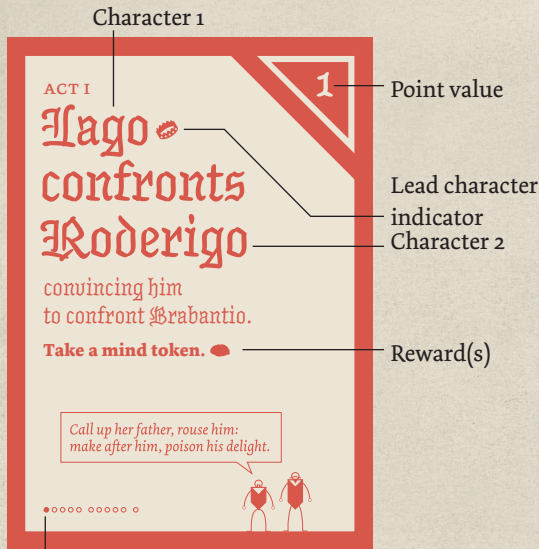 Character 1
ACT I
1
Point value
Iago
confronts
Roderigo
Lead character
indicator
Character 2
convincing him
to confront Brabantio.
Take a mind token.
Reward(s)
Call up her father, rouse him:
make after him, poison his delight.